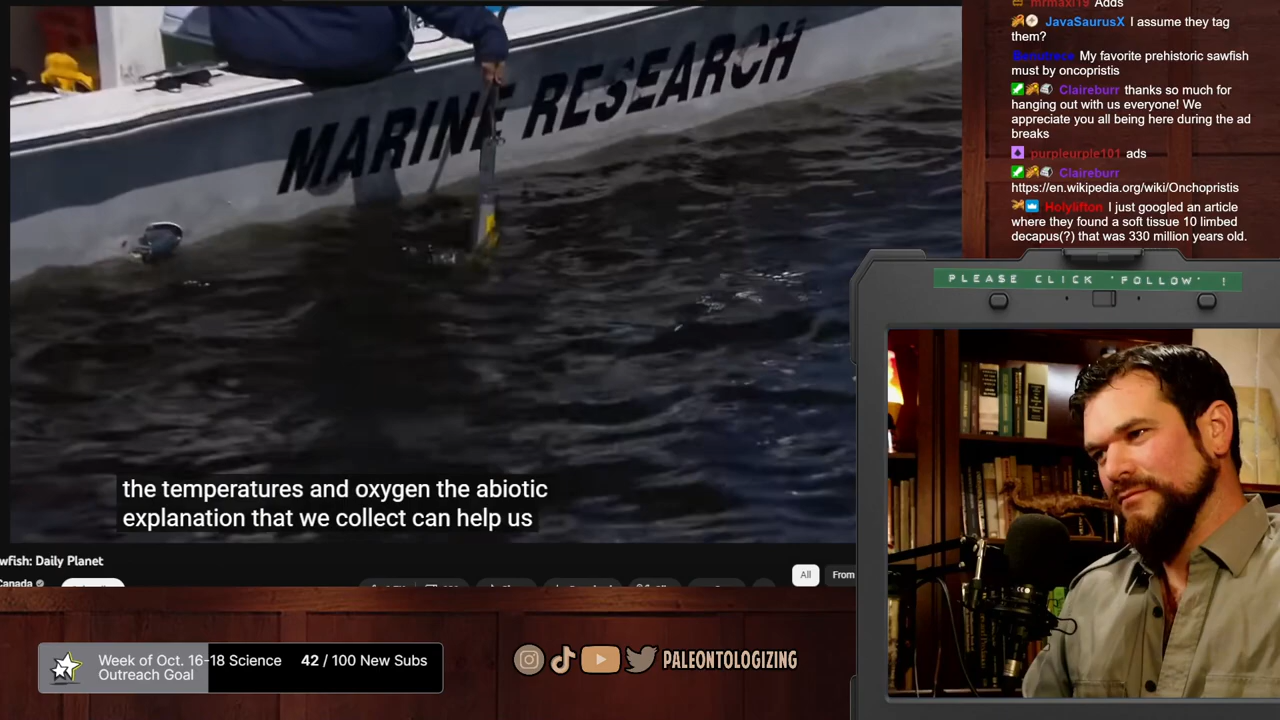 MARINE RESEARCH
the temperatures and oxygen the abiotic
explanation that we collect can help us
wfish: Daily Planet
Canada
All
From
mrmaxi19 Adds
JavaSaurusX I assume they tag
them?
My favorite prehistoric sawfish
must by oncopristis
Claireburr thanks so much for
hanging out with us everyone! We
appreciate you all being here during the ad
breaks
purpleurple101 ads
Claireburr
https://en.wikipedia.org/wiki/Onchopristis
Holylifton I just googled an article
where they found a soft tissue 10 limbed
decapus(?) that was 330 million years old.
PLEASE CLICK "FOLLOW" !
Week of Oct. 16-18 Science
Outreach Goal
42 / 100 New Subs
PALEONTOLOGIZING